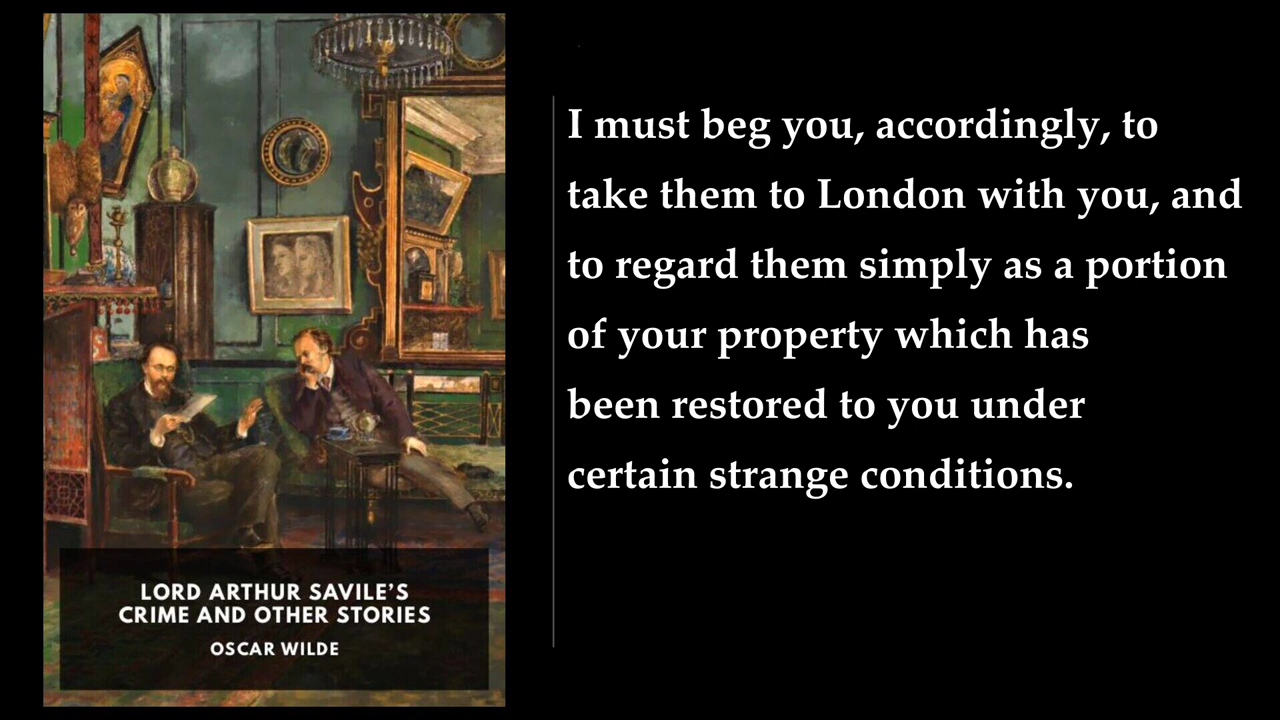 LORD ARTHUR SAVILE’S
CRIME AND OTHER STORIES
OSCAR WILDE
I must beg you, accordingly, to
take them to London with you, and
to regard them simply as a portion
of your property which has
been restored to you under
certain strange conditions.